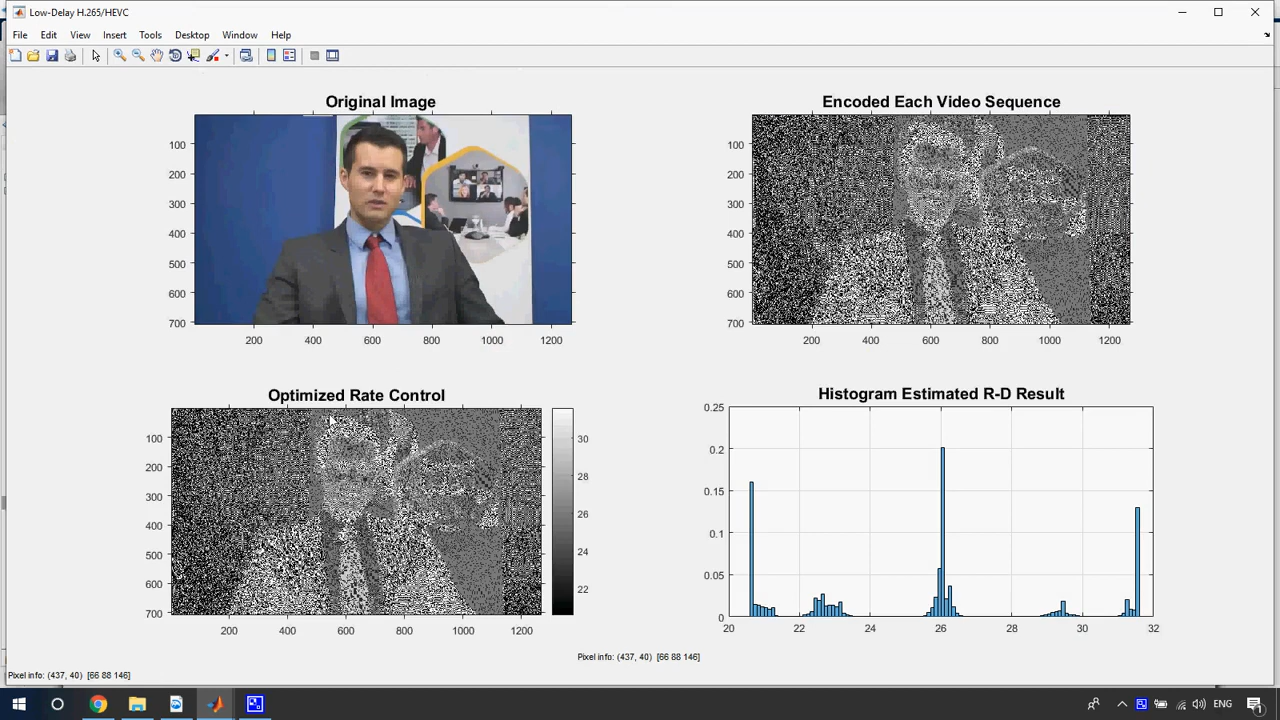 Low-Delay H.265/HEVC
File Edit View Insert Tools Desktop Window Help
Original Image
100
200
300
400
500
600
700
200 400 600 800 1000 1200
Encoded Each Video Sequence
100
200
300
400
500
600
700
200 400 600 800 1000 1200
Optimized Rate Control
100
200
300
400
500
600
700
200 400 600 800 1000 1200
30
28
26
24
22
Histogram Estimated R-D Result
0.25
0.2
0.15
0.1
0.05
0
20 22 24 26 28 30 32
Pixel info: (437, 40) [66 88 146]
Pixel info: (437, 40) [66 88 146]
ENG
1